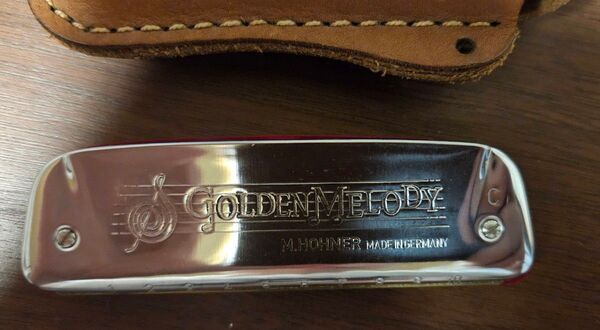 GOLDEN MELODY
C
M. HOHNER MADE IN GERMANY